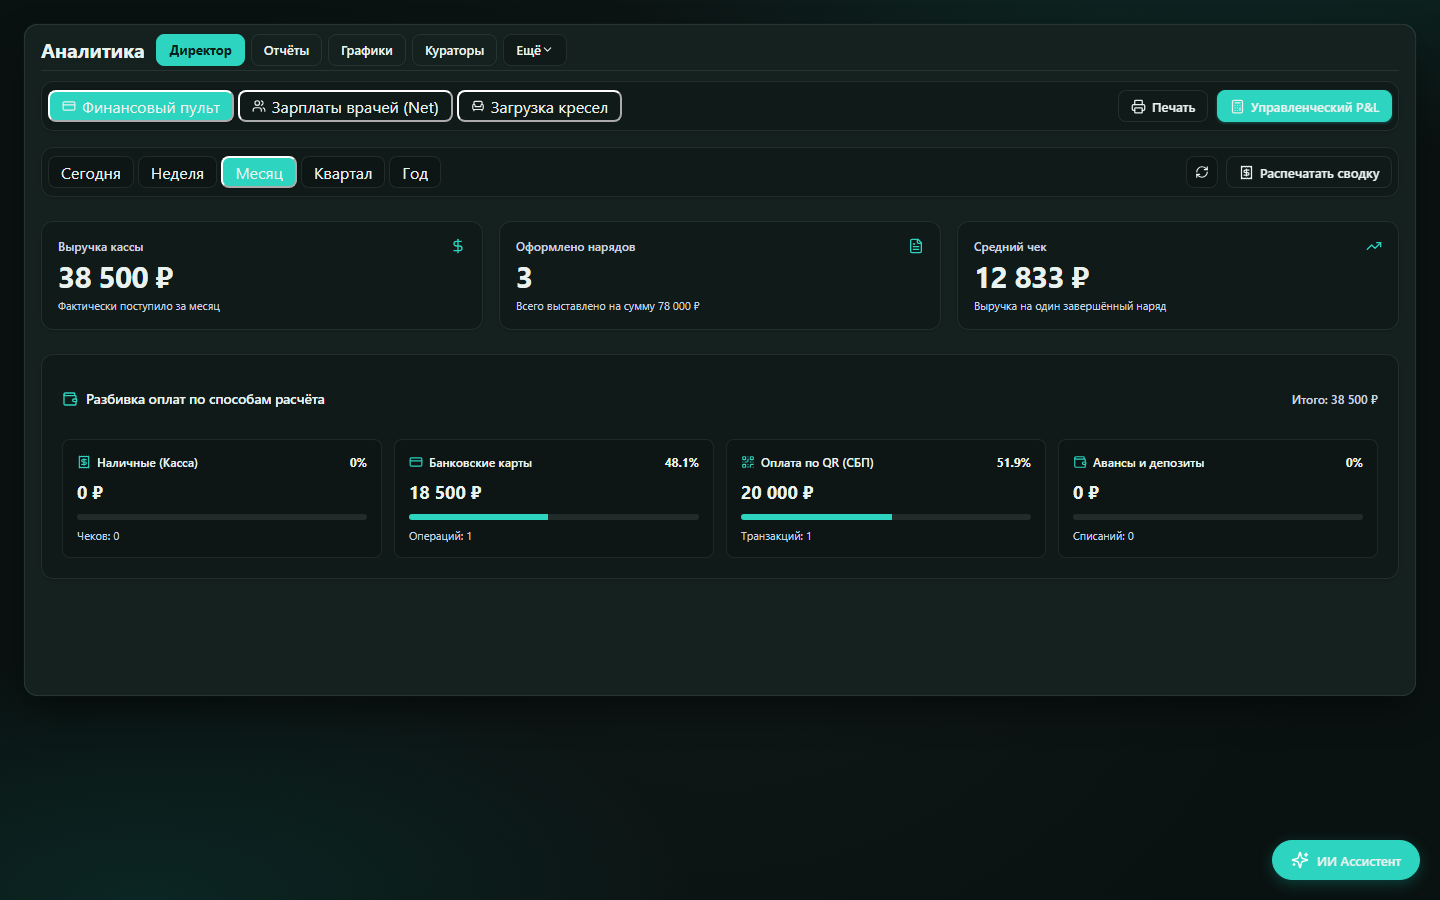 Аналитика Директор Отчёты Графики Кураторы Ещё
Финансовый пульт Зарплаты врачей (Net) Загрузка кресел Печать Управленческий P&L
Сегодня Неделя Месяц Квартал Год Распечатать сводку
Выручка кассы
38 500 ₽
Фактически поступило за месяц
Оформлено нарядов
3
Всего выставлено на сумму 78 000 ₽
Средний чек
12 833 ₽
Выручка на один завершённый наряд
Разбивка оплат по способам расчёта Итого: 38 500 ₽
Наличные (Касса) 0%
0 ₽
Чеков: 0
Банковские карты 48.1%
18 500 ₽
Операций: 1
Оплата по QR (СБП) 51.9%
20 000 ₽
Транзакций: 1
Авансы и депозиты 0%
0 ₽
Списаний: 0
ИИ Ассистент